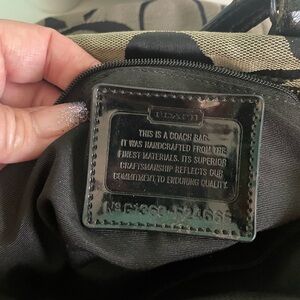 COACH
THIS IS A COACH BAG.
IT WAS HANDCRAFTED FROM THE
FINEST MATERIALS. ITS SUPERIOR
CRAFTSMANSHIP REFLECTS OUR
COMMITMENT TO ENDURING QUALITY.